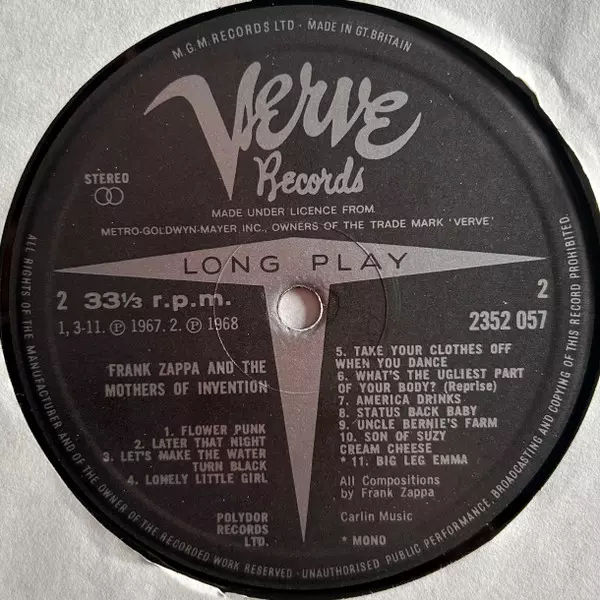 M.G.M. RECORDS LTD · MADE IN GT. BRITAIN
Verve
Records
STEREO
MADE UNDER LICENCE FROM
METRO-GOLDWYN-MAYER INC., OWNERS OF THE TRADE MARK 'VERVE'
LONG PLAY
2 33⅓ r.p.m.
2
1, 3-11. ℗ 1967. 2. ℗ 1968
2352 057
FRANK ZAPPA AND THE
MOTHERS OF INVENTION
1. FLOWER PUNK
2. LATER THAT NIGHT
3. LET'S MAKE THE WATER
TURN BLACK
4. LONELY LITTLE GIRL
5. TAKE YOUR CLOTHES OFF
WHEN YOU DANCE
6. WHAT'S THE UGLIEST PART
OF YOUR BODY? (Reprise)
7. AMERICA DRINKS
8. STATUS BACK BABY
9. UNCLE BERNIE'S FARM
10. SON OF SUZY
CREAM CHEESE
* 11. BIG LEG EMMA
All Compositions
by Frank Zappa
POLYDOR
RECORDS
LTD.
Carlin Music
* MONO
ALL RIGHTS OF THE MANUFACTURER AND OF THE OWNER OF THE RECORDED WORK RESERVED · UNAUTHORISED PUBLIC PERFORMANCE, BROADCASTING AND COPYING OF THIS RECORD PROHIBITED.